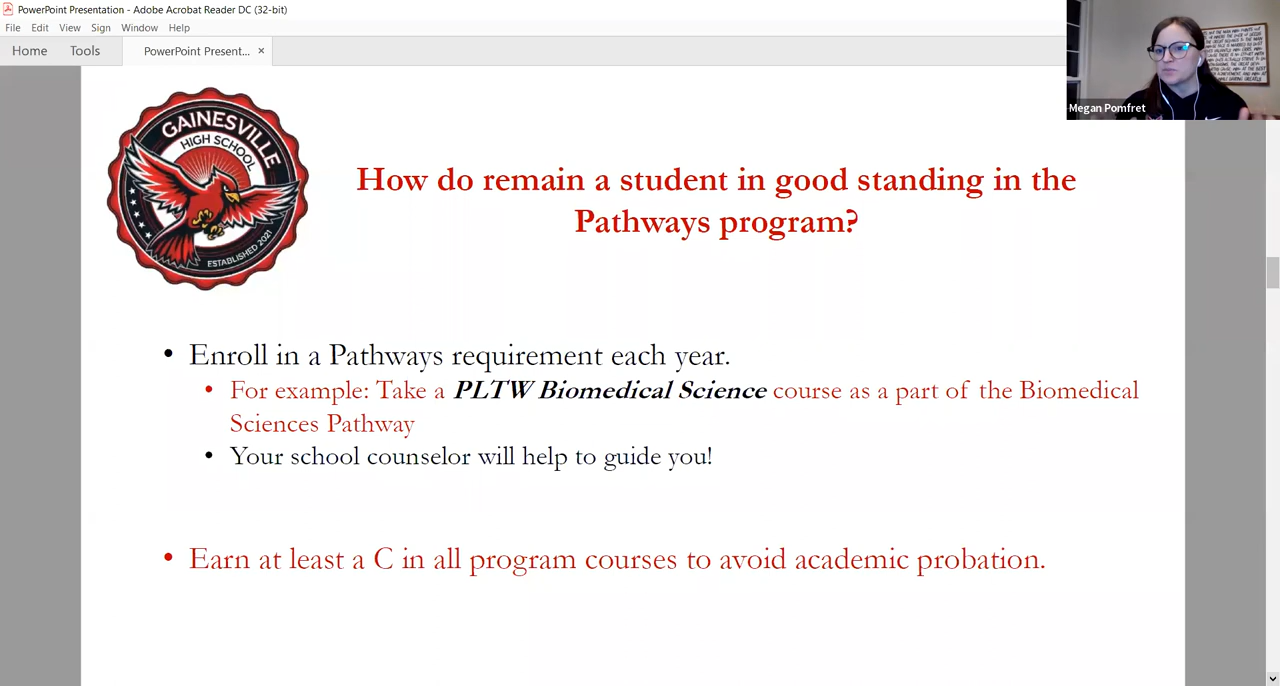 PowerPoint Presentation - Adobe Acrobat Reader DC (32-bit)
File Edit View Sign Window Help
Home Tools PowerPoint Present... ×
Megan Pomfret
GAINESVILLE
HIGH SCHOOL
ESTABLISHED 2021
How do remain a student in good standing in the
Pathways program?
• Enroll in a Pathways requirement each year.
• For example: Take a PLTW Biomedical Science course as a part of the Biomedical
Sciences Pathway
• Your school counselor will help to guide you!
• Earn at least a C in all program courses to avoid academic probation.